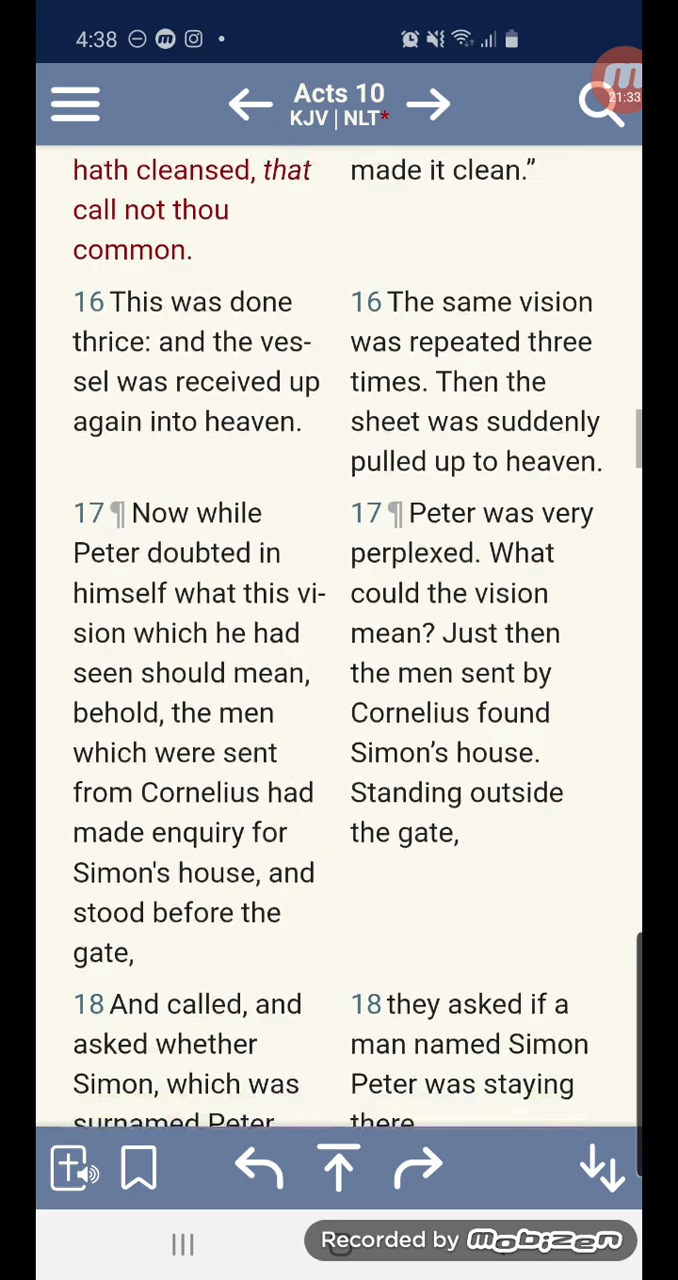 4:38
21:33
Acts 10
KJV | NLT*
hath cleansed, that
call not thou
common.
made it clean.”
16 This was done
thrice: and the ves-
sel was received up
again into heaven.
16 The same vision
was repeated three
times. Then the
sheet was suddenly
pulled up to heaven.
17 ¶ Now while
Peter doubted in
himself what this vi-
sion which he had
seen should mean,
behold, the men
which were sent
from Cornelius had
made enquiry for
Simon's house, and
stood before the
gate,
17 ¶ Peter was very
perplexed. What
could the vision
mean? Just then
the men sent by
Cornelius found
Simon’s house.
Standing outside
the gate,
18 And called, and
asked whether
Simon, which was
surnamed Peter
18 they asked if a
man named Simon
Peter was staying
there
Recorded by mobizen